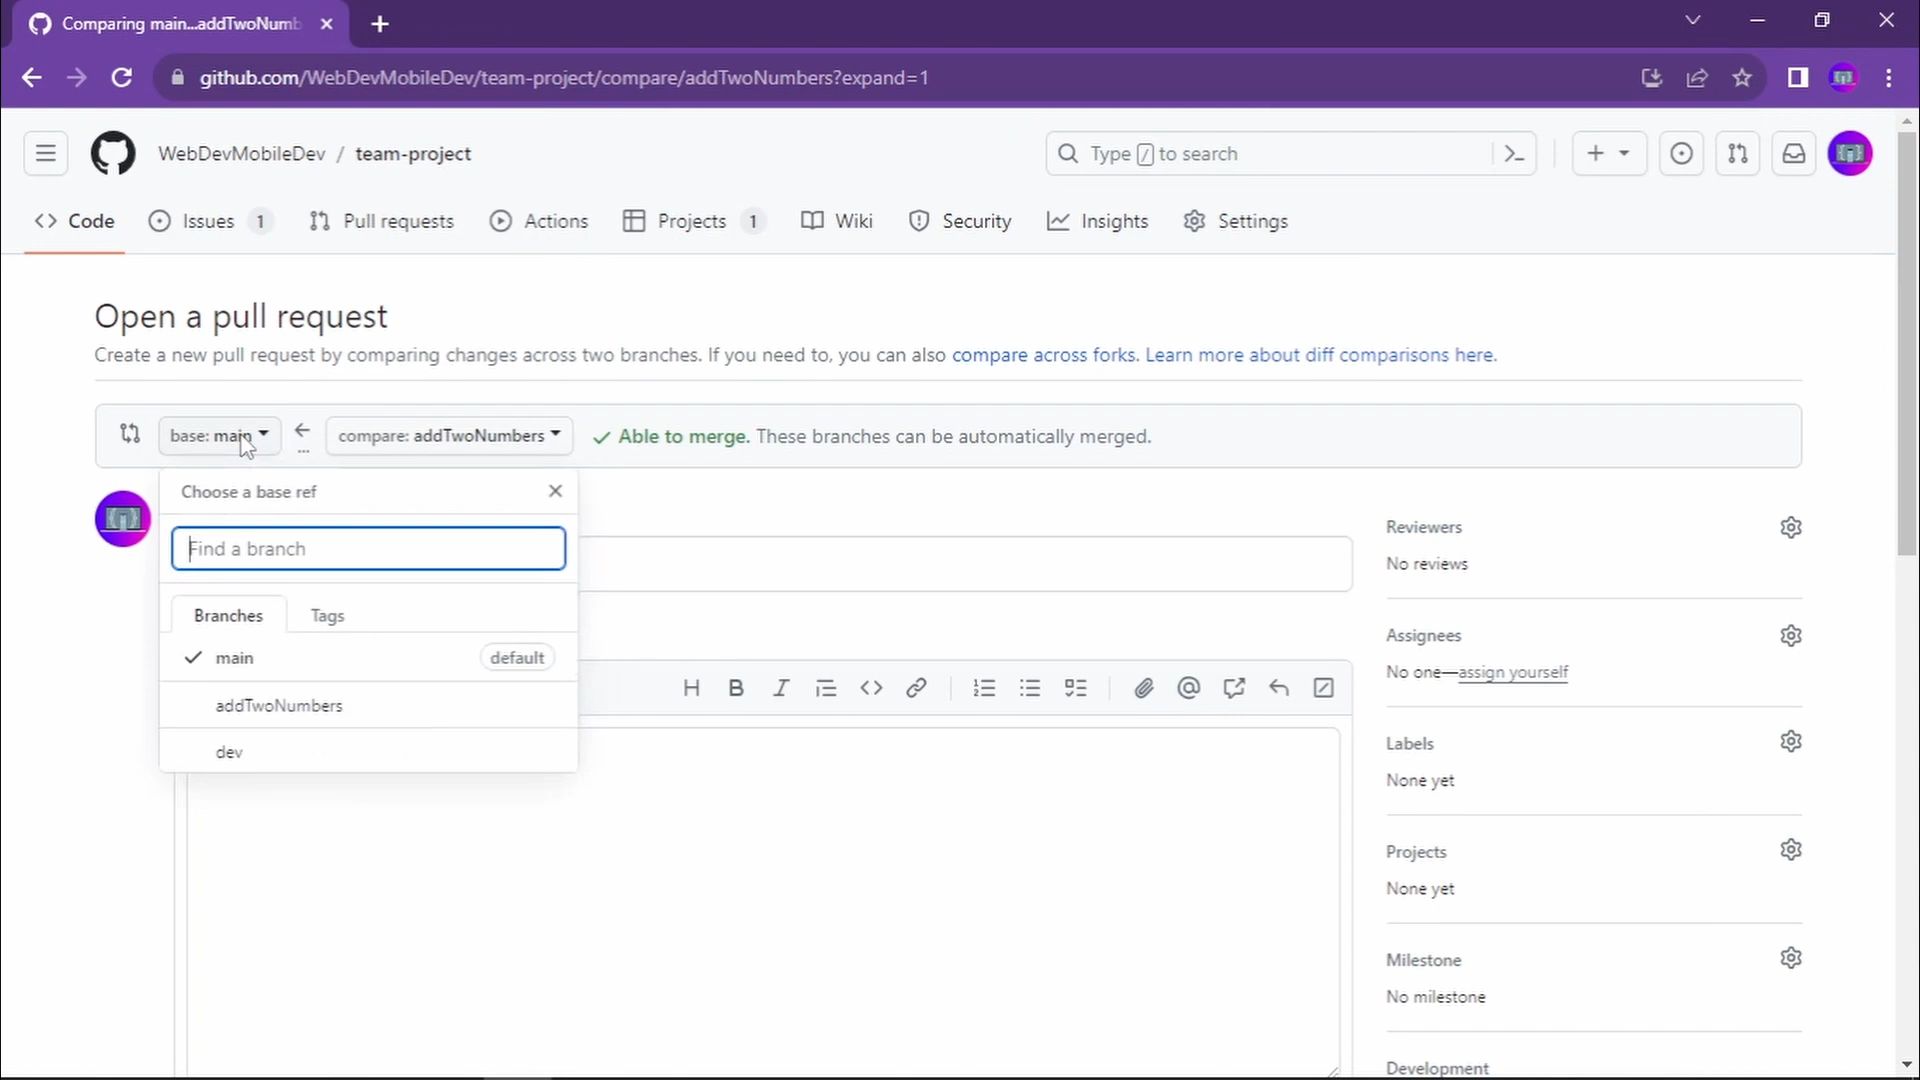 Comparing main...addTwoNumb
github.com/WebDevMobileDev/team-project/compare/addTwoNumbers?expand=1
WebDevMobileDev / team-project
Type / to search
Code
Issues 1
Pull requests
Actions
Projects 1
Wiki
Security
Insights
Settings
Open a pull request
Create a new pull request by comparing changes across two branches. If you need to, you can also compare across forks. Learn more about diff comparisons here.
base: main
compare: addTwoNumbers
Able to merge. These branches can be automatically merged.
Choose a base ref
Find a branch
Branches
Tags
main default
addTwoNumbers
dev
Reviewers
No reviews
Assignees
No one—assign yourself
Labels
None yet
Projects
None yet
Milestone
No milestone
Development